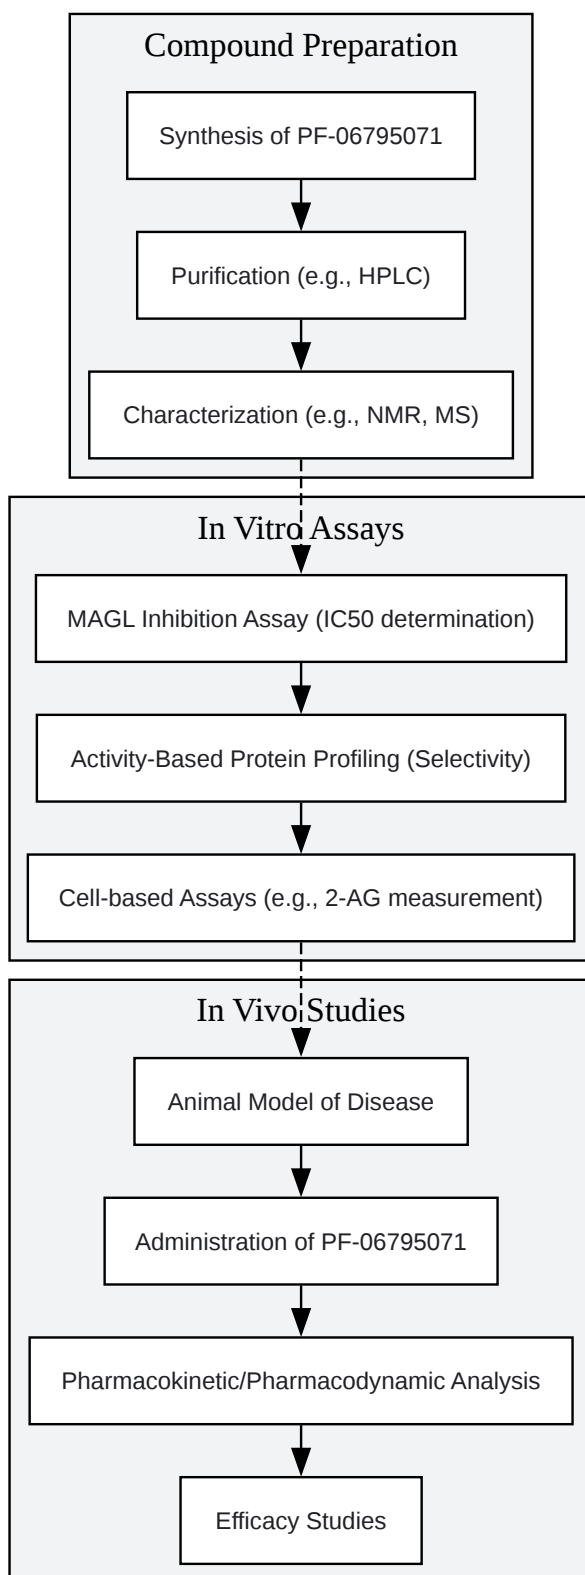 Compound Preparation
Synthesis of PF-06795071
Purification (e.g., HPLC)
Characterization (e.g., NMR, MS)
In Vitro Assays
MAGL Inhibition Assay (IC50 determination)
Activity-Based Protein Profiling (Selectivity)
Cell-based Assays (e.g., 2-AG measurement)
In Vivo Studies
Animal Model of Disease
Administration of PF-06795071
Pharmacokinetic/Pharmacodynamic Analysis
Efficacy Studies